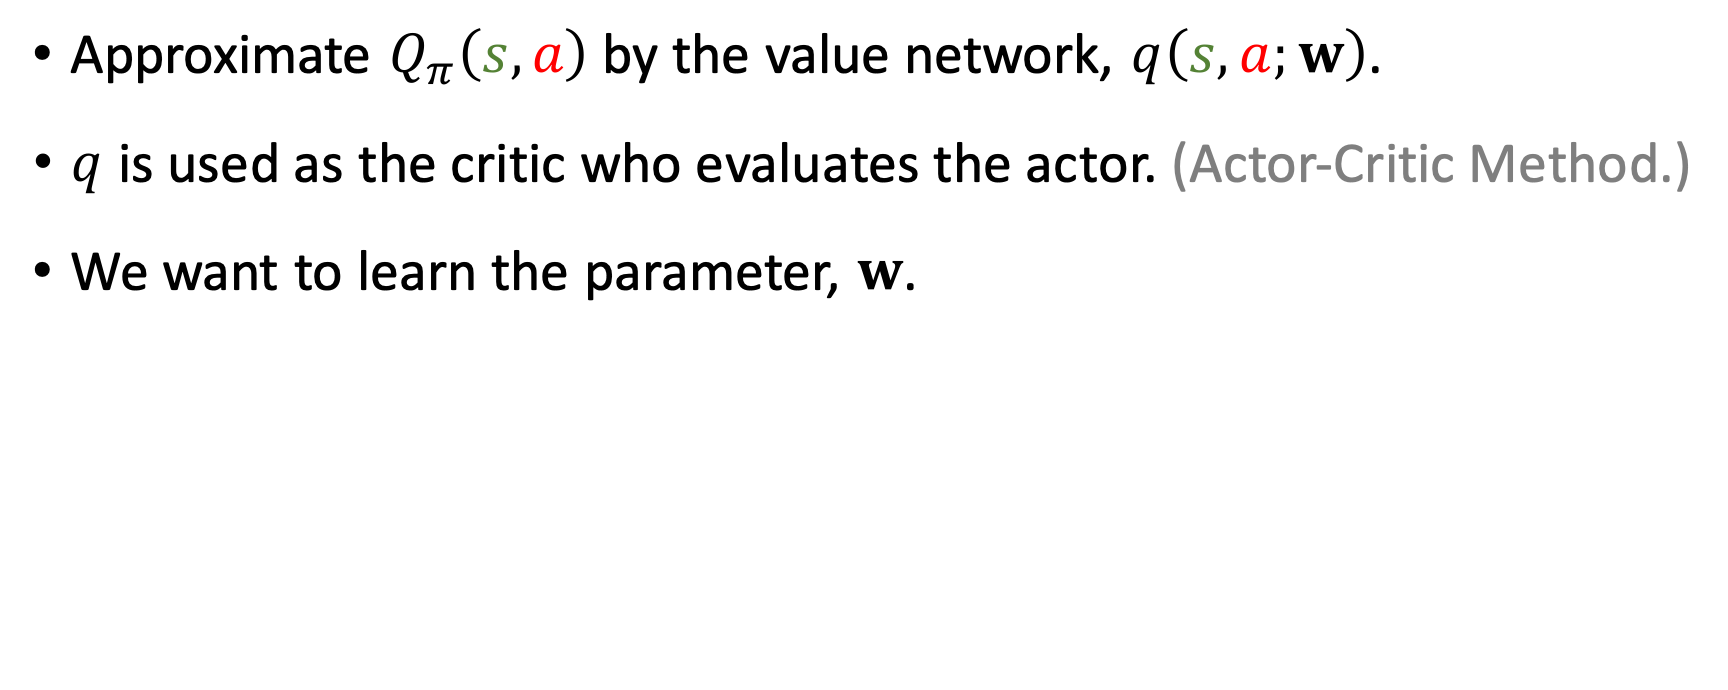 • Approximate 𝑄𝜋(𝑠, 𝑎) by the value network, 𝑞(𝑠, 𝑎; 𝐰).
• 𝑞 is used as the critic who evaluates the actor. (Actor-Critic Method.)
• We want to learn the parameter, 𝐰.